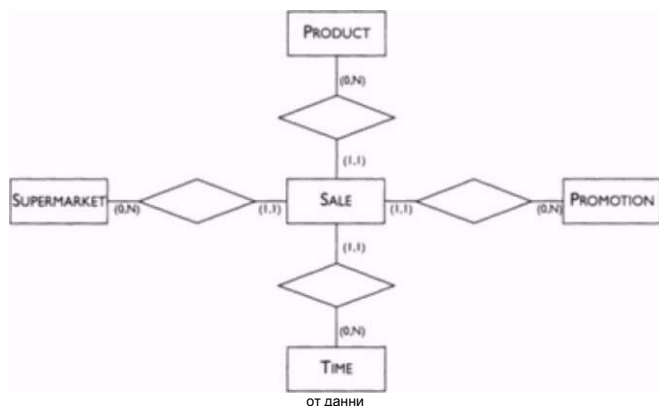 PRODUCT
(0,N)
(1,1)
SUPERMARKET (0,N) (1,1) SALE (1,1) (0,N) PROMOTION
(1,1)
(0,N)
TIME
от данни